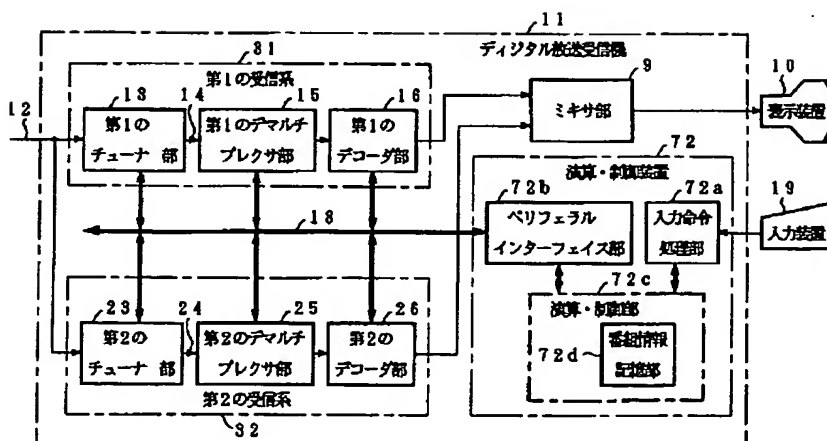 11
ディジタル放送受信機
31
第1の受信系
9
ミキサ部
10
表示装置
12
13
第1の
チューナ 部
14
15
第1のデマルチ
プレクサ部
16
第1の
デコーダ部
72
演算・制御装置
72b
ペリフェラル
インターフェイス部
72a
入力命令
処理部
19
入力装置
18
72c
演算・制御部
72d
番組情報
記憶部
23
第2の
チューナ 部
24
25
第2のデマルチ
プレクサ部
26
第2の
デコーダ部
第2の受信系
32